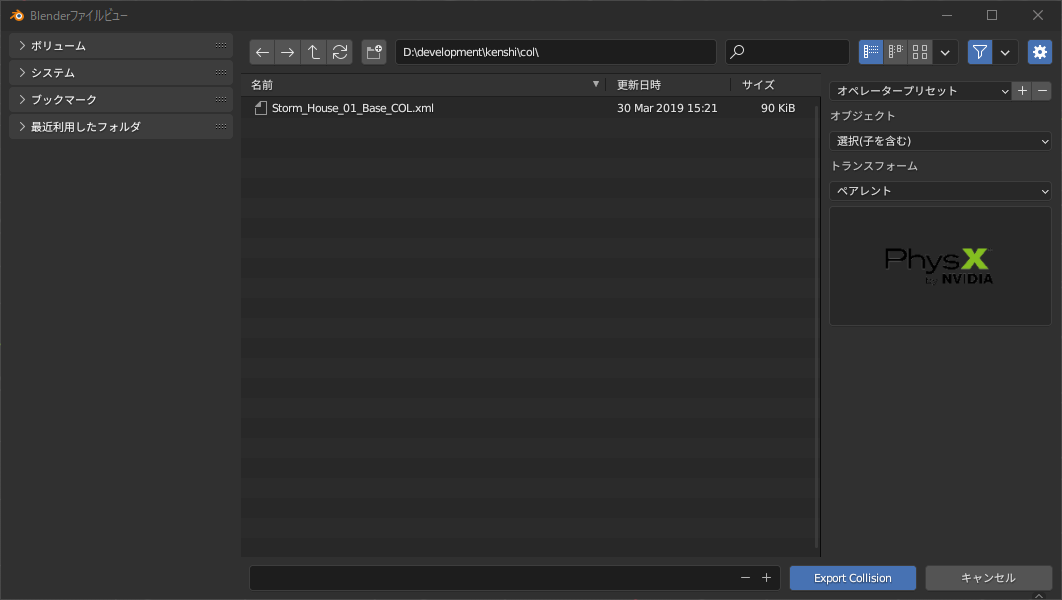 Blenderファイルビュー
ボリューム
システム
ブックマーク
最近利用したフォルダ
D:\development\kenshi\col\
名前 更新日時 サイズ
Storm_House_01_Base_COL.xml 30 Mar 2019 15:21 90 KiB
オペレータープリセット
オブジェクト
選択(子を含む)
トランスフォーム
ペアレント
PhysX
by NVIDIA
Export Collision キャンセル